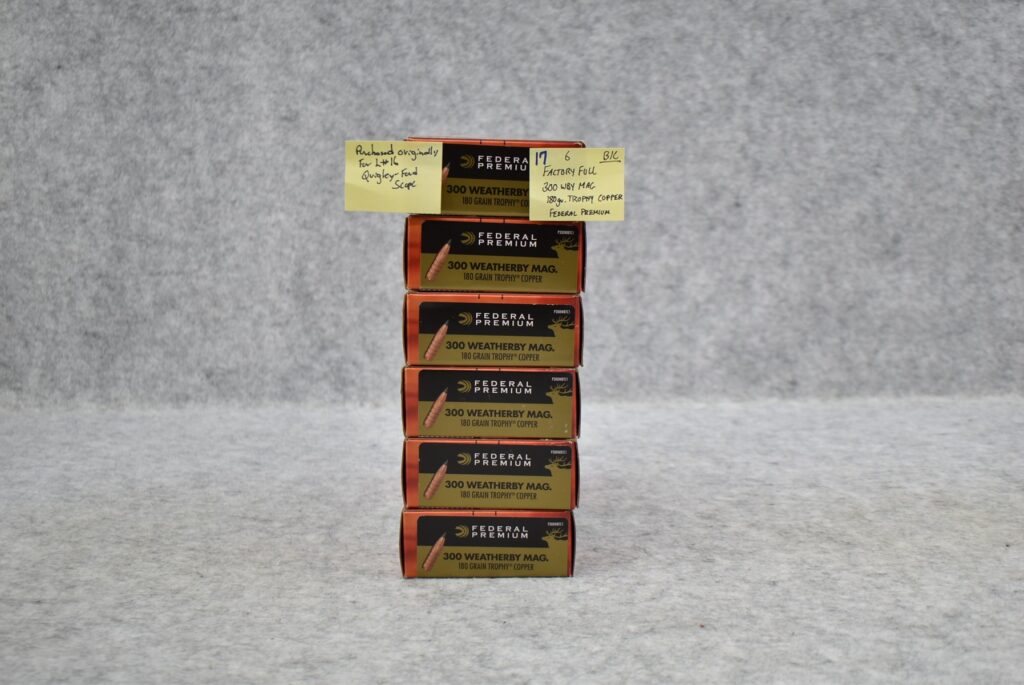 Purchased originally
For Lt#16
Quigley-Ford
Scope
FEDERAL
PREMIUM
300 WEATHERBY
180 GRAIN TROPHY® COP
17 6 B/C
FACTORY FULL
300 WBY MAG
180gr. TROPHY COPPER
FEDERAL PREMIUM
FEDERAL
PREMIUM
300 WEATHERBY MAG.
180 GRAIN TROPHY® COPPER
FEDERAL
PREMIUM
300 WEATHERBY MAG.
180 GRAIN TROPHY® COPPER
FEDERAL
PREMIUM
300 WEATHERBY MAG.
180 GRAIN TROPHY® COPPER
FEDERAL
PREMIUM
300 WEATHERBY MAG.
180 GRAIN TROPHY® COPPER
FEDERAL
PREMIUM
300 WEATHERBY MAG.
180 GRAIN TROPHY® COPPER